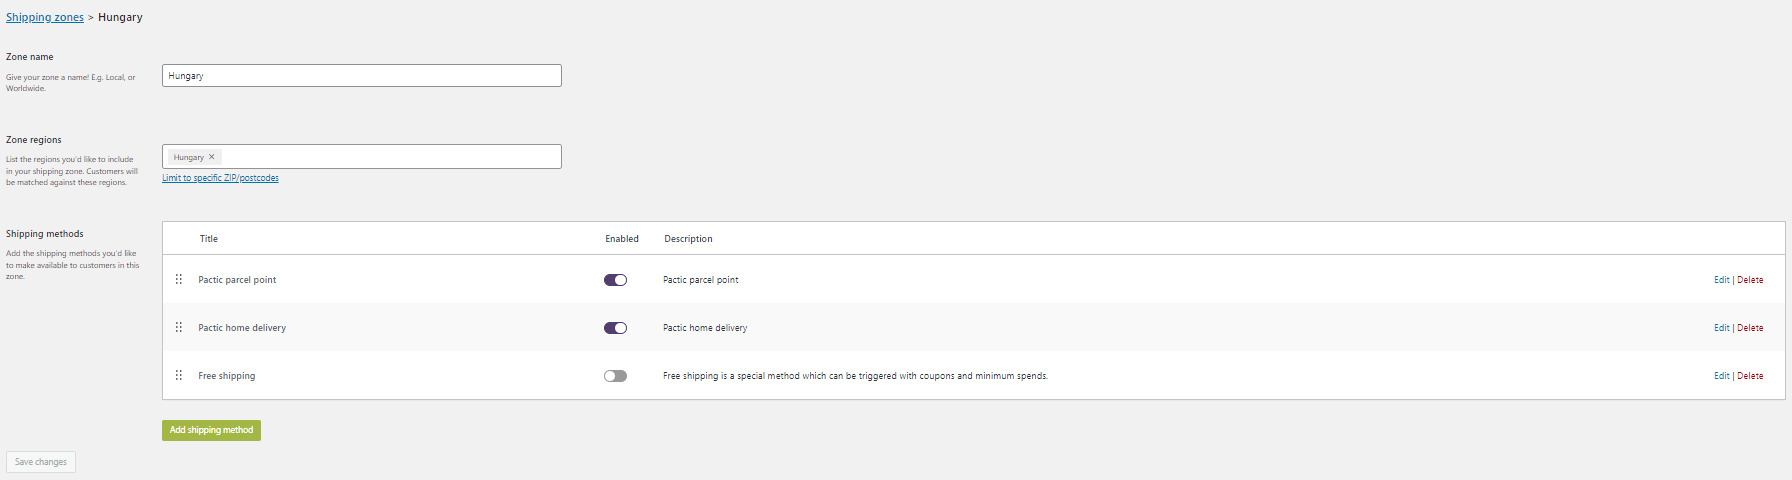 Shipping zones > Hungary
Zone name
Give your zone a name! E.g. Local, or
Worldwide.
Hungary
Zone regions
List the regions you'd like to include
in your shipping zone. Customers will
be matched against these regions.
Hungary ×
Limit to specific ZIP/postcodes
Shipping methods
Add the shipping methods you'd like
to make available to customers in this
zone.
Title Enabled Description
Pactic parcel point Pactic parcel point Edit | Delete
Pactic home delivery Pactic home delivery Edit | Delete
Free shipping Free shipping is a special method which can be triggered with coupons and minimum spends. Edit | Delete
Add shipping method
Save changes